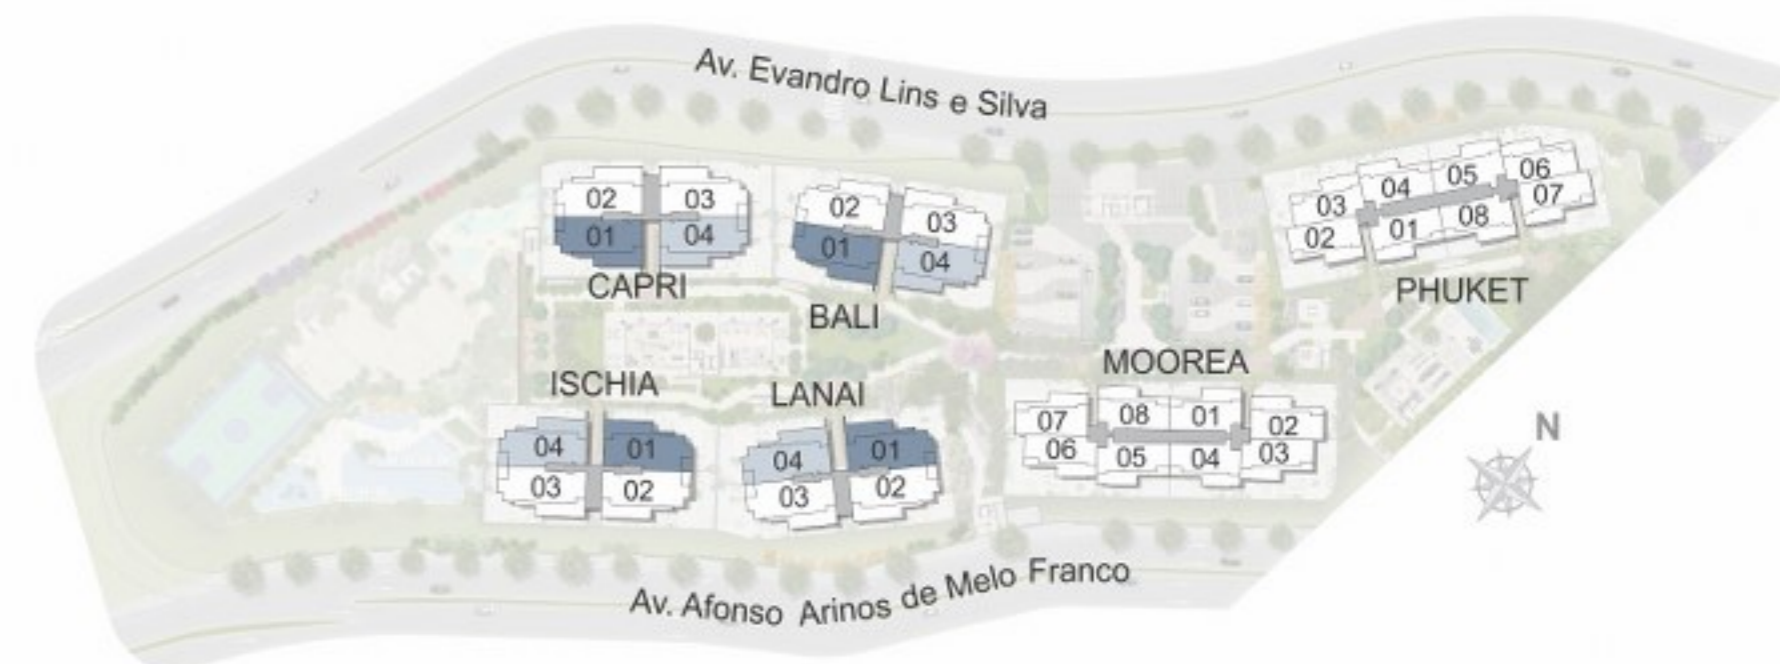 Av. Evandro Lins e Silva
02 03
01 04
CAPRI
02 03
01 04
BALI
03 04 05 06
02 01 08 07
PHUKET
ISCHIA
04 01
03 02
LANAI
04 01
03 02
MOOREA
07 08 01 02
06 05 04 03
N
Av. Afonso Arinos de Melo Franco